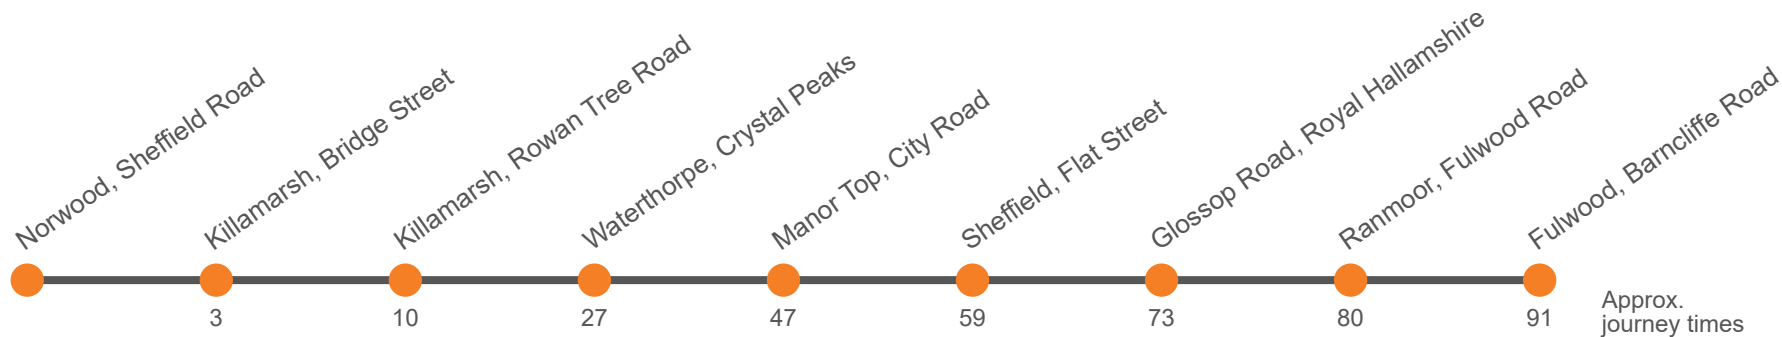 Norwood, Sheffield Road
Killamarsh, Bridge Street
Killamarsh, Rowan Tree Road
Waterthorpe, Crystal Peaks
Manor Top, City Road
Sheffield, Flat Street
Glossop Road, Royal Hallamshire
Ranmoor, Fulwood Road
Fulwood, Barncliffe Road
3 10 27 47 59 73 80 91
Approx.
journey times